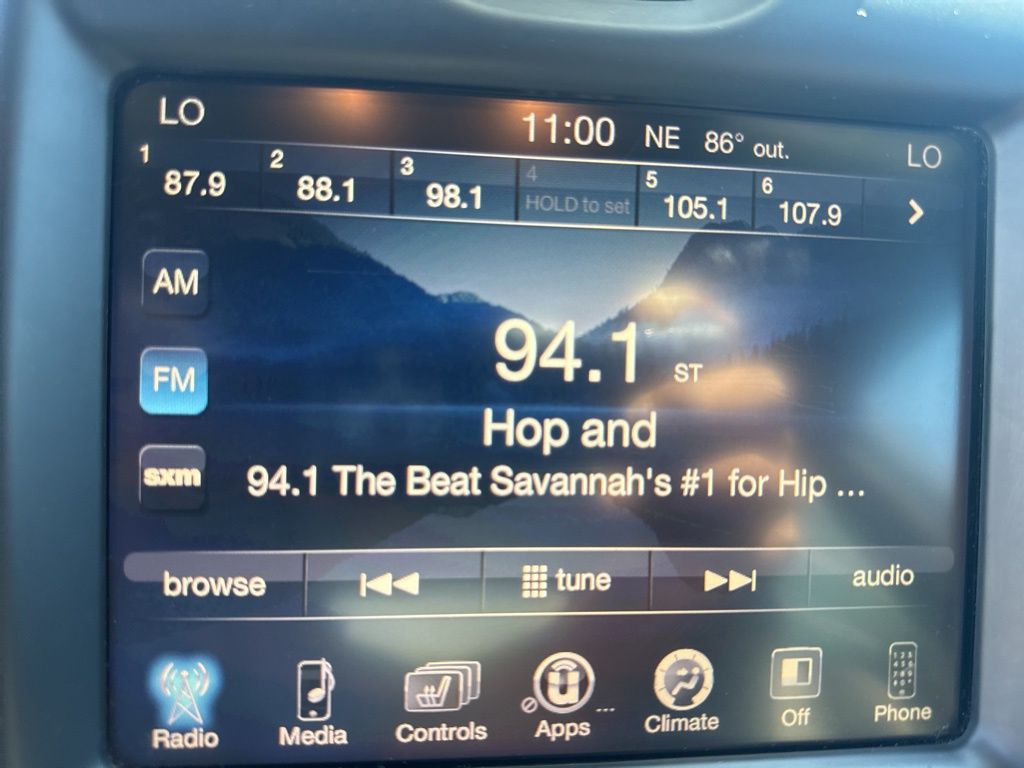 LO 11:00 NE 86° out. LO
1 2 3 4 5 6
87.9 88.1 98.1 HOLD to set 105.1 107.9
AM
94.1 ST
FM
Hop and
sxm
94.1 The Beat Savannah's #1 for Hip ...
browse tune audio
Radio Media Controls Apps ... Climate Off Phone